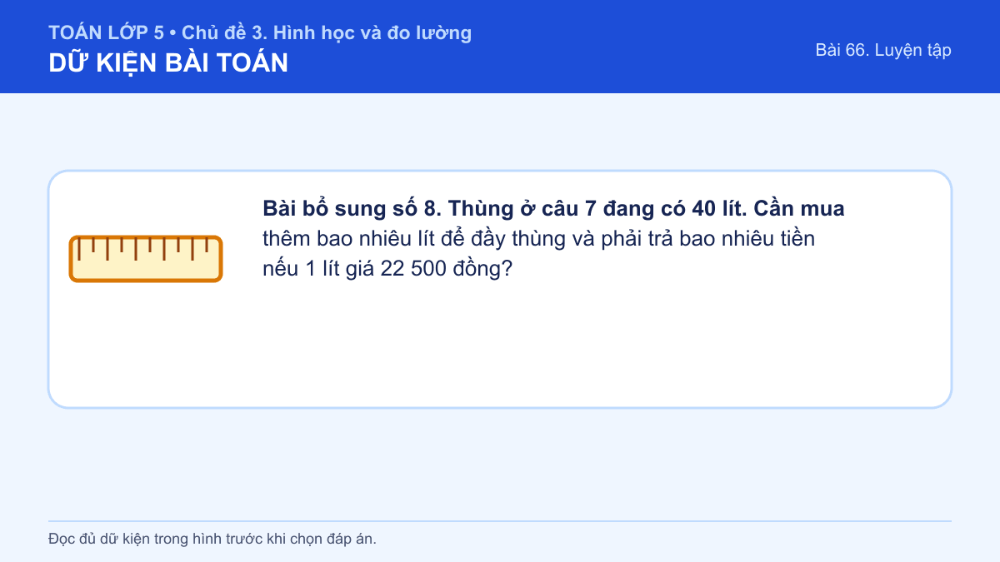 TOÁN LỚP 5 • Chủ đề 3. Hình học và đo lường
DỮ KIỆN BÀI TOÁN
Bài 66. Luyện tập
Bài bổ sung số 8. Thùng ở câu 7 đang có 40 lít. Cần mua
thêm bao nhiêu lít để đầy thùng và phải trả bao nhiêu tiền
nếu 1 lít giá 22 500 đồng?
Đọc đủ dữ kiện trong hình trước khi chọn đáp án.